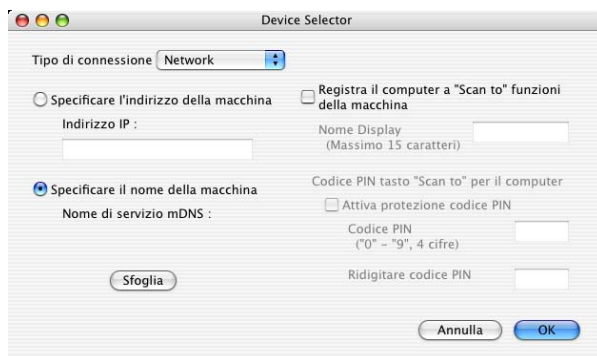 Device Selector
Tipo di connessione Network
Specificare l'indirizzo della macchina
Indirizzo IP :
Specificare il nome della macchina
Nome di servizio mDNS :
Sfoglia
Registra il computer a "Scan to" funzioni
della macchina
Nome Display
(Massimo 15 caratteri)
Codice PIN tasto "Scan to" per il computer
Attiva protezione codice PIN
Codice PIN
("0" – "9", 4 cifre)
Ridigitare codice PIN
Annulla
OK